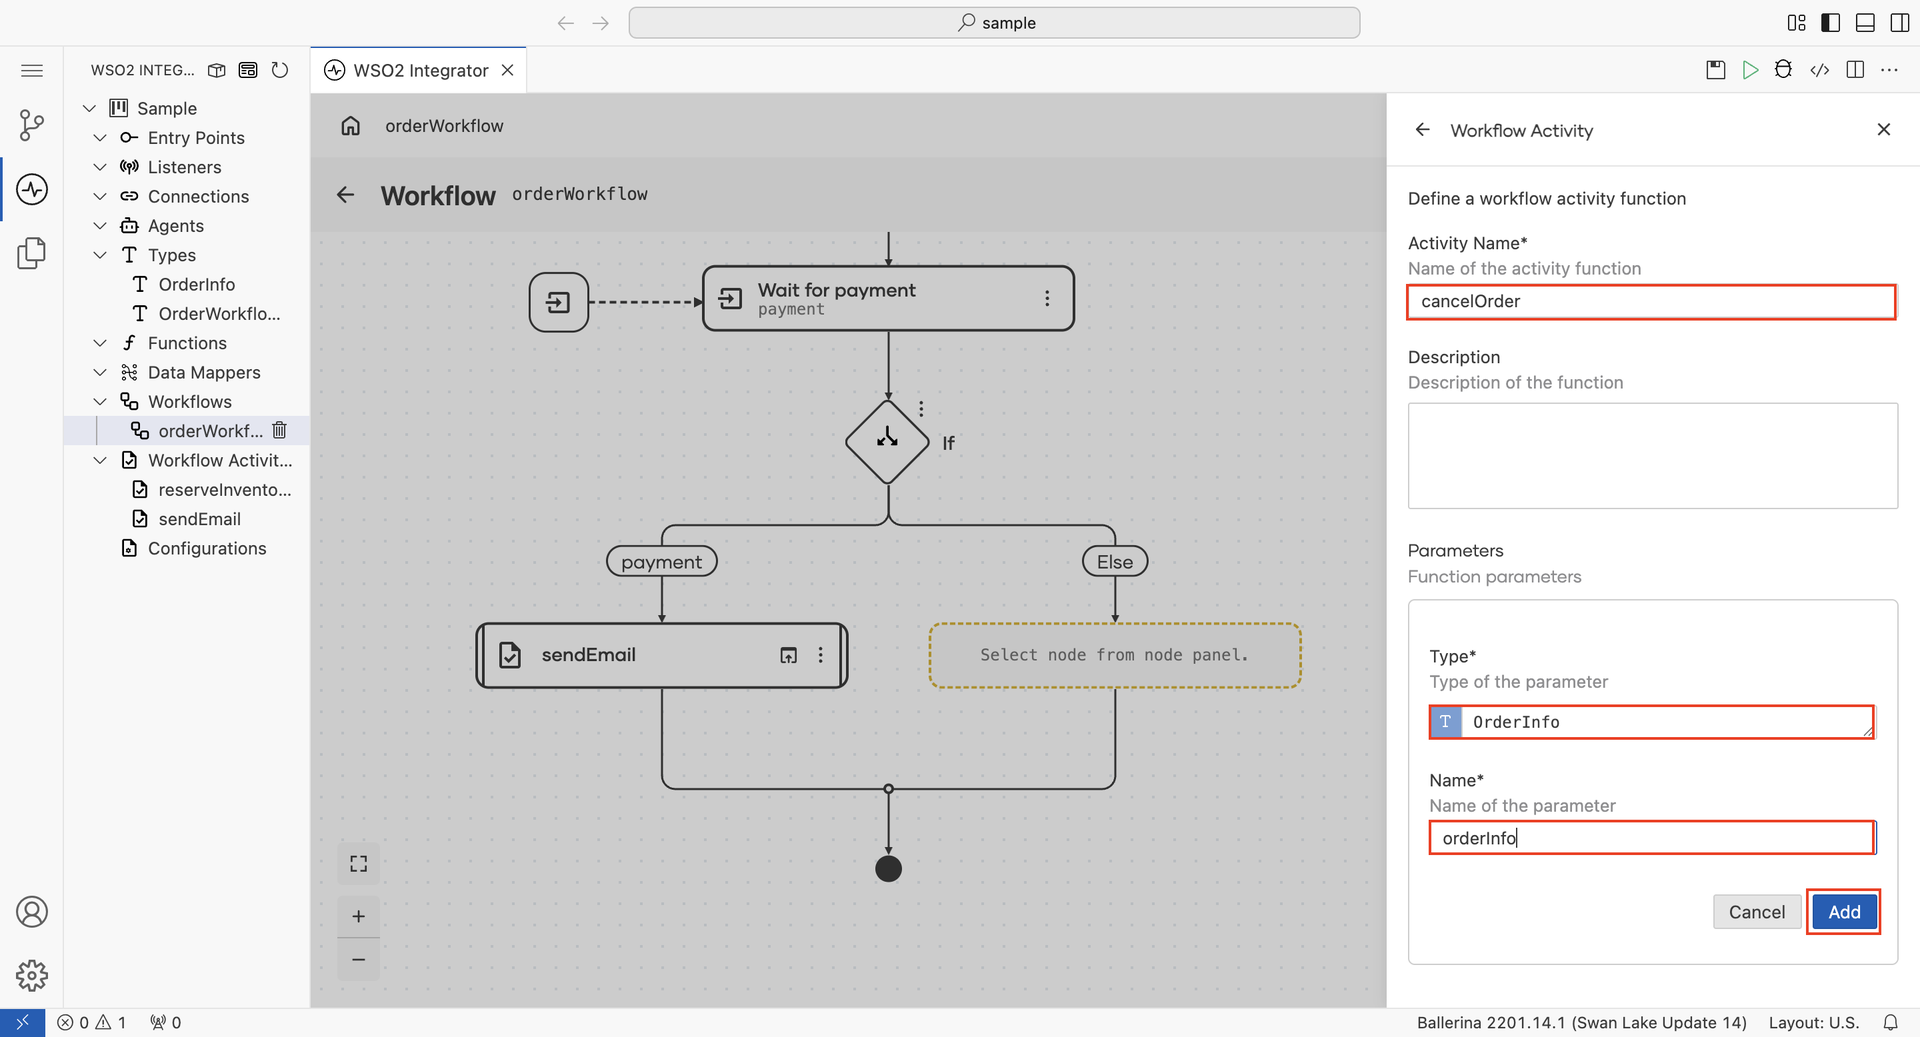 sample
WSO2 INTEG...
WSO2 Integrator
Sample
Entry Points
Listeners
Connections
Agents
Types
OrderInfo
OrderWorkflo...
Functions
Data Mappers
Workflows
orderWorkf...
Workflow Activit...
reserveInvento...
sendEmail
Configurations
orderWorkflow
Workflow orderWorkflow
Wait for payment
payment
If
payment
Else
sendEmail
Select node from node panel.
Workflow Activity
Define a workflow activity function
Activity Name*
Name of the activity function
cancelOrder
Description
Description of the function
Parameters
Function parameters
Type*
Type of the parameter
T OrderInfo
Name*
Name of the parameter
orderInfo
Cancel Add
0 1 0
Ballerina 2201.14.1 (Swan Lake Update 14) Layout: U.S.